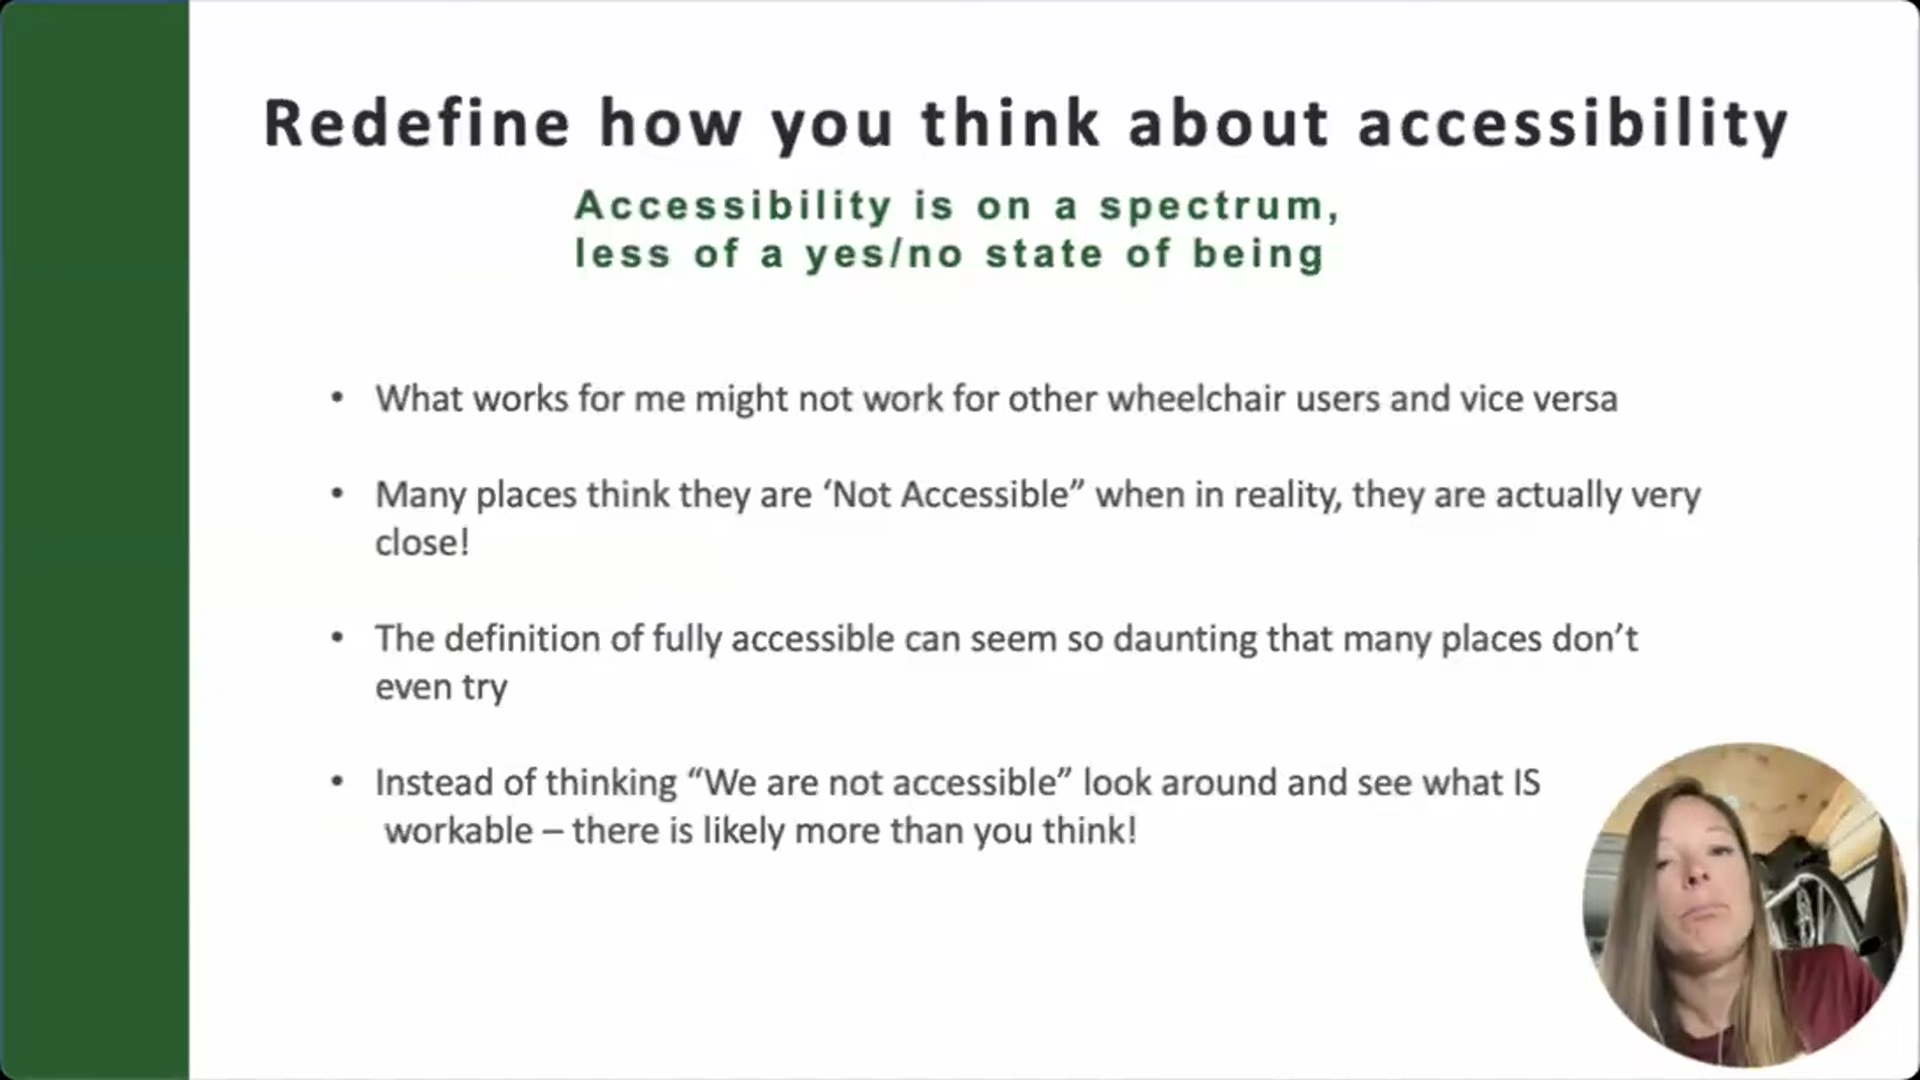 Redefine how you think about accessibility
Accessibility is on a spectrum,
less of a yes/no state of being
• What works for me might not work for other wheelchair users and vice versa
• Many places think they are ‘Not Accessible” when in reality, they are actually very
close!
• The definition of fully accessible can seem so daunting that many places don’t
even try
• Instead of thinking “We are not accessible” look around and see what IS
workable – there is likely more than you think!